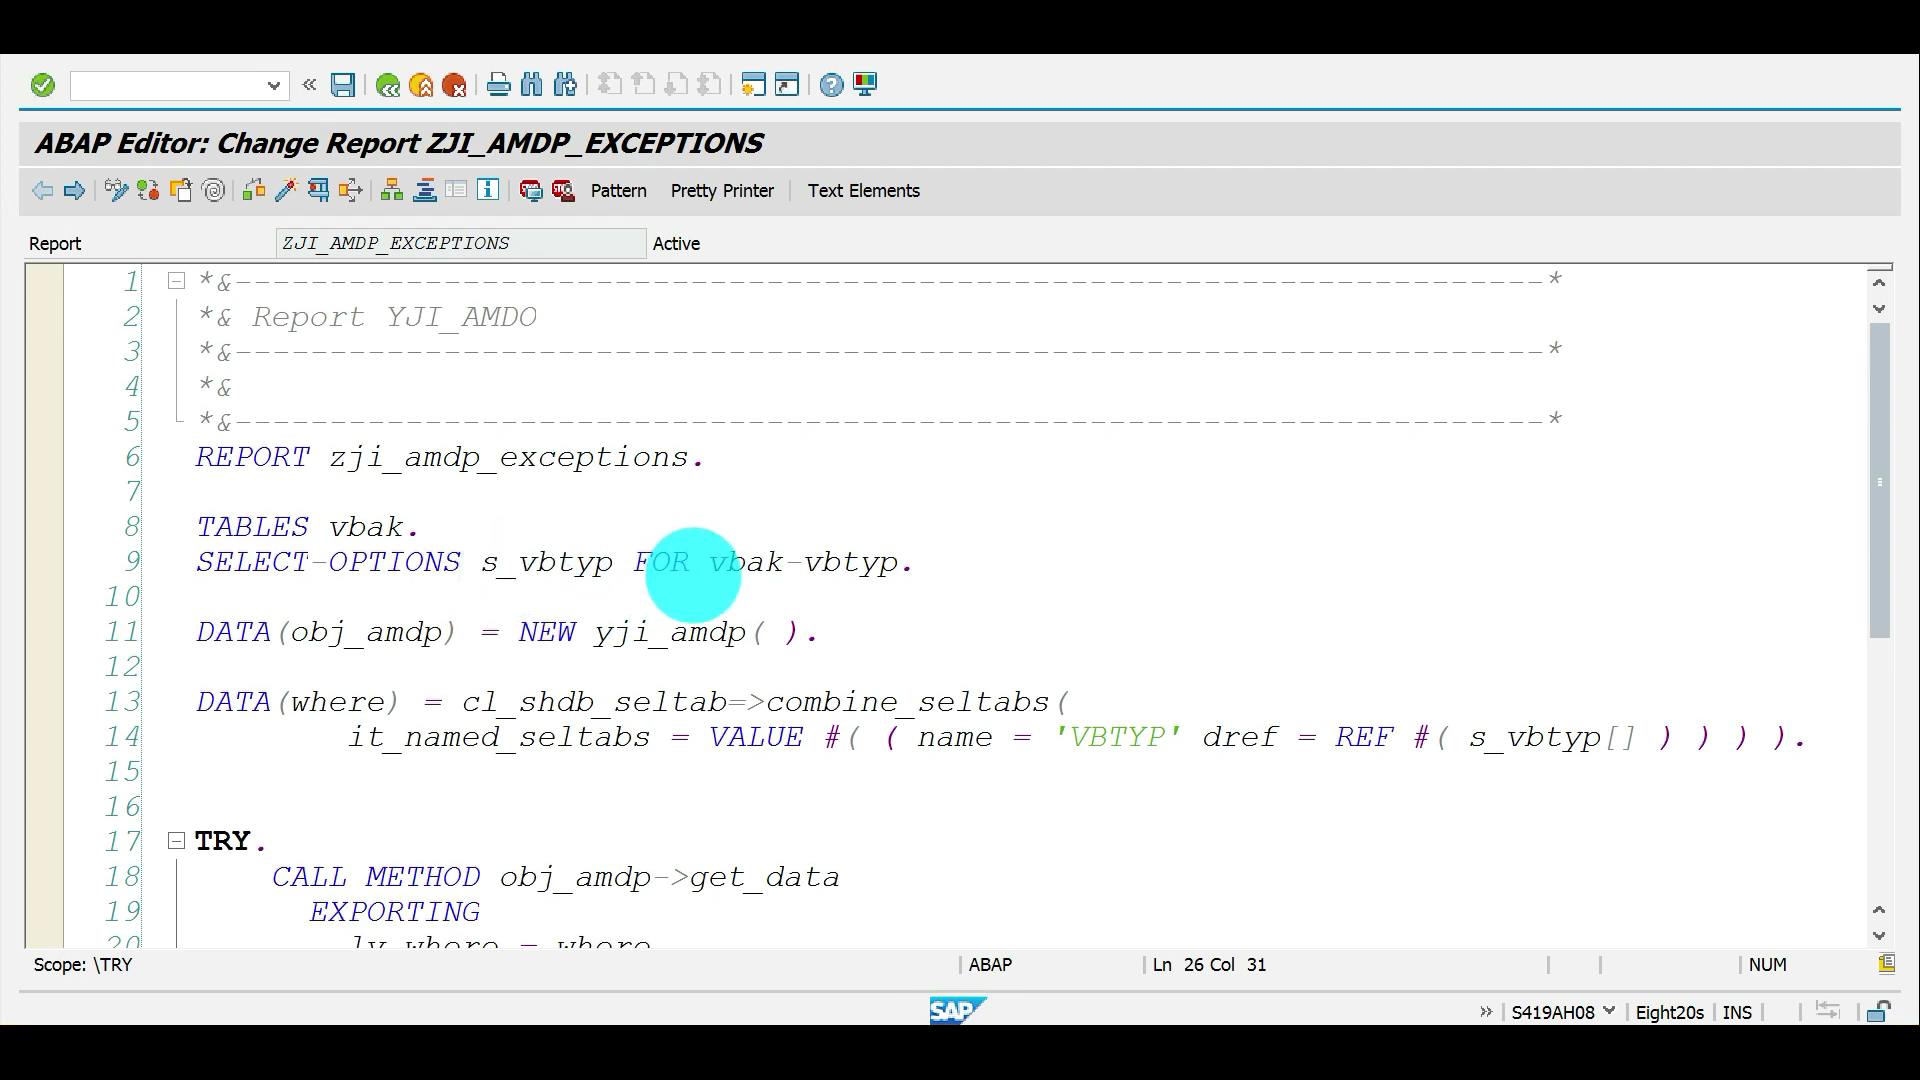 ABAP Editor: Change Report ZJI_AMDP_EXCEPTIONS
Pattern Pretty Printer Text Elements
Report ZJI_AMDP_EXCEPTIONS Active
1 *&---------------------------------------------------------------------*
2 *& Report YJI_AMDO
3 *&---------------------------------------------------------------------*
4 *&
5 *&---------------------------------------------------------------------*
6 REPORT zji_amdp_exceptions.
7
8 TABLES vbak.
9 SELECT-OPTIONS s_vbtyp FOR vbak-vbtyp.
10
11 DATA(obj_amdp) = NEW yji_amdp( ).
12
13 DATA(where) = cl_shdb_seltab=>combine_seltabs(
14 it_named_seltabs = VALUE #( ( name = 'VBTYP' dref = REF #( s_vbtyp[] ) ) ) ).
15
16
17 TRY.
18 CALL METHOD obj_amdp->get_data
19 EXPORTING
20 lv_where = where
Scope: \TRY ABAP Ln 26 Col 31 NUM
SAP S419AH08 Eight20s INS